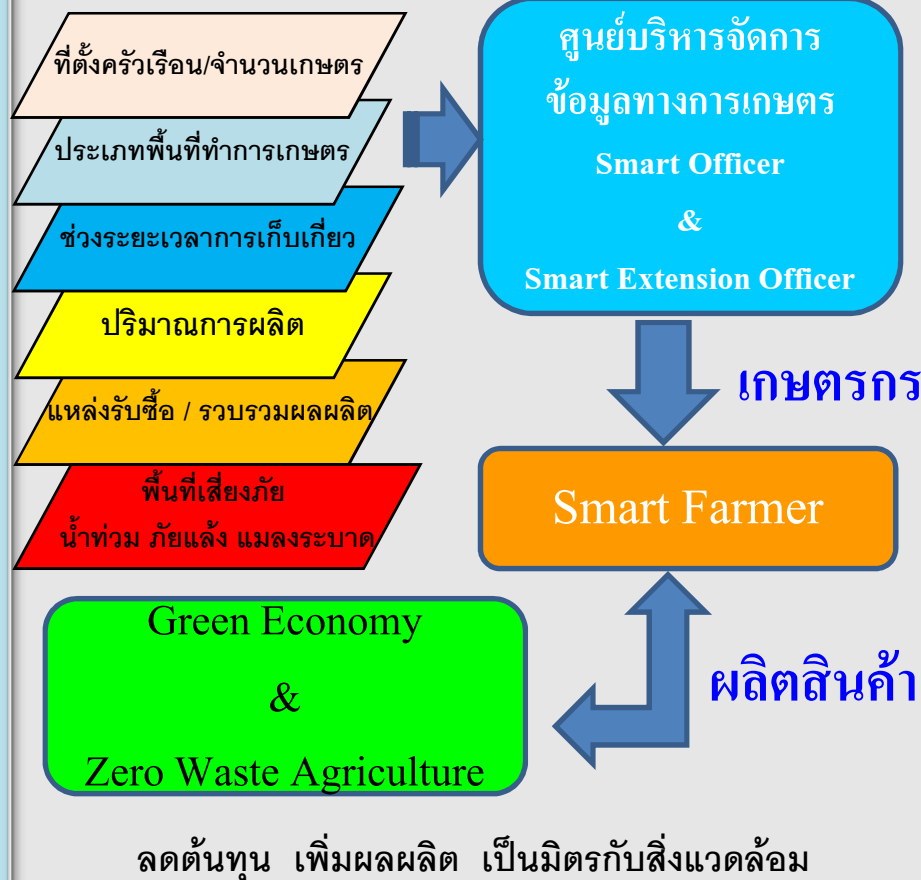 ที่ตั้งครัวเรือน/จำนวนเกษตร
ประเภทพื้นที่ทำการเกษตร
ช่วงระยะเวลาการเก็บเกี่ยว
ปริมาณการผลิต
แหล่งรับซื้อ / รวบรวมผลผลิต
พื้นที่เสี่ยงภัย
น้ำท่วม ภัยแล้ง แมลงระบาด
ศูนย์บริหารจัดการ
ข้อมูลทางการเกษตร
Smart Officer
&
Smart Extension Officer
เกษตรกร
Smart Farmer
ผลิตสินค้า
Green Economy
&
Zero Waste Agriculture
ลดต้นทุน เพิ่มผลผลิต เป็นมิตรกับสิ่งแวดล้อม